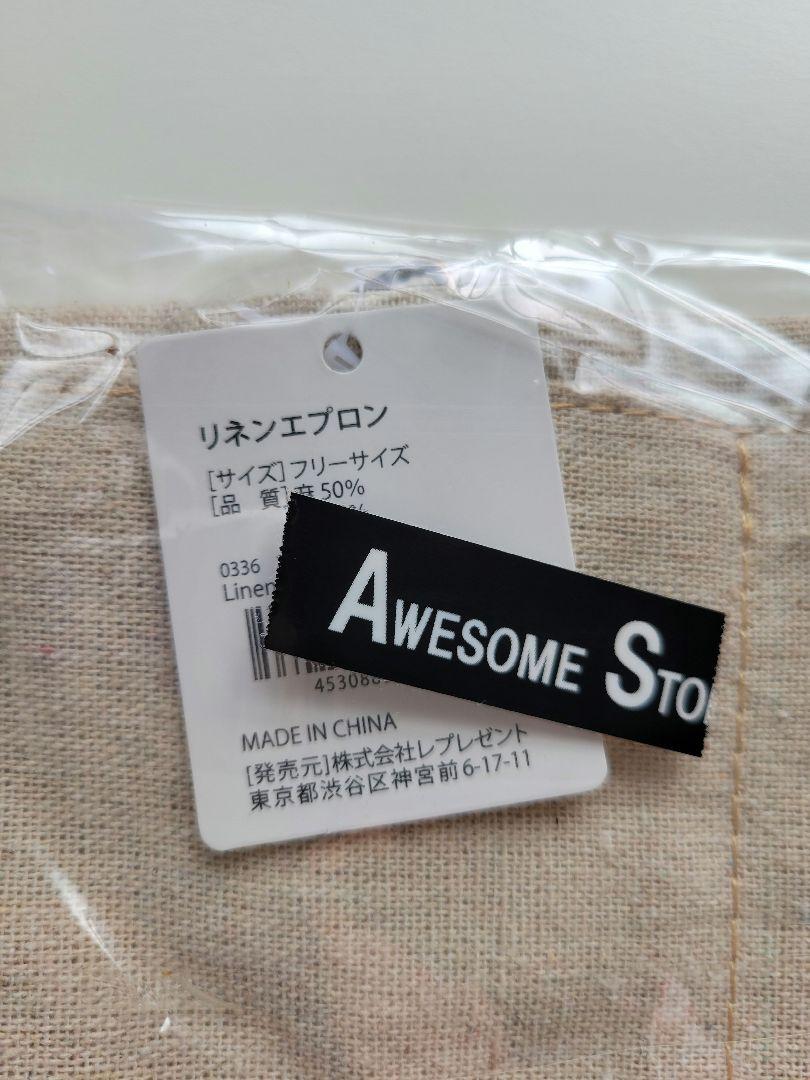 リネンエプロン
[サイズ] フリーサイズ
[品 質] 麻 50%
0336
Linen
MADE IN CHINA
[発売元] 株式会社レプレゼント
東京都渋谷区神宮前 6-17-11
AWESOME